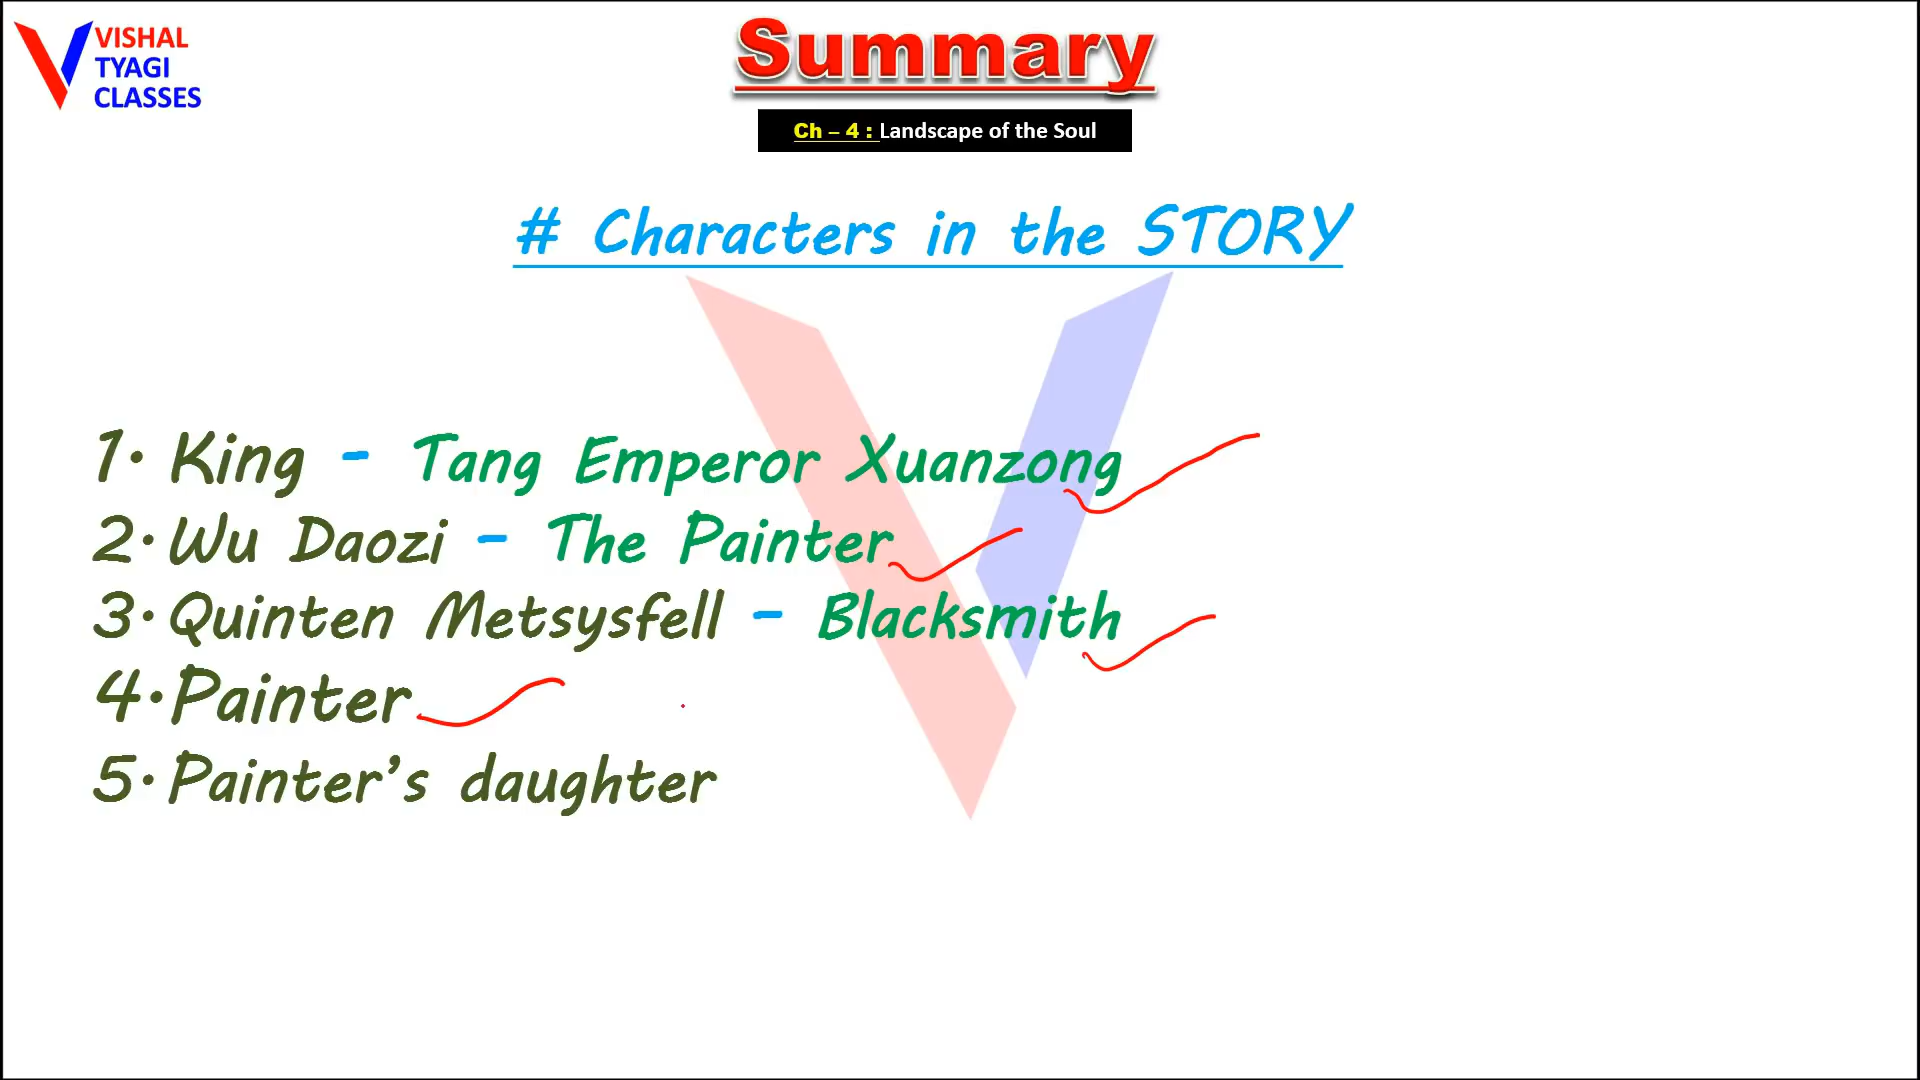 VISHAL
TYAGI
CLASSES
Summary
Ch – 4 : Landscape of the Soul
# Characters in the STORY
1. King - Tang Emperor Xuanzong
2. Wu Daozi - The Painter
3. Quinten Metsysfell - Blacksmith
4. Painter
5. Painter’s daughter